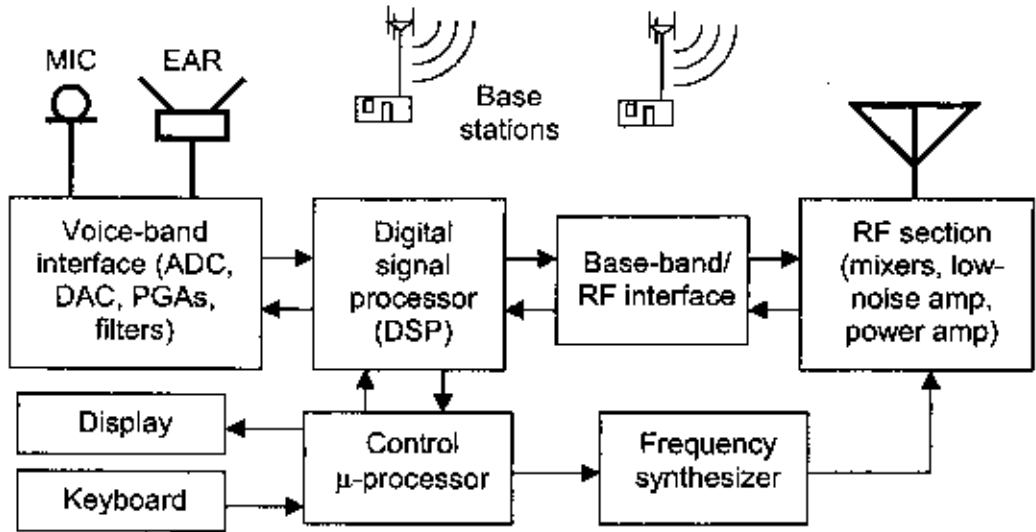 MIC
EAR
Base
stations
Voice-band
interface (ADC,
DAC, PGAs,
filters)
Digital
signal
processor
(DSP)
Base-band/
RF interface
RF section
(mixers, low-
noise amp,
power amp)
Display
Keyboard
Control
μ-processor
Frequency
synthesizer